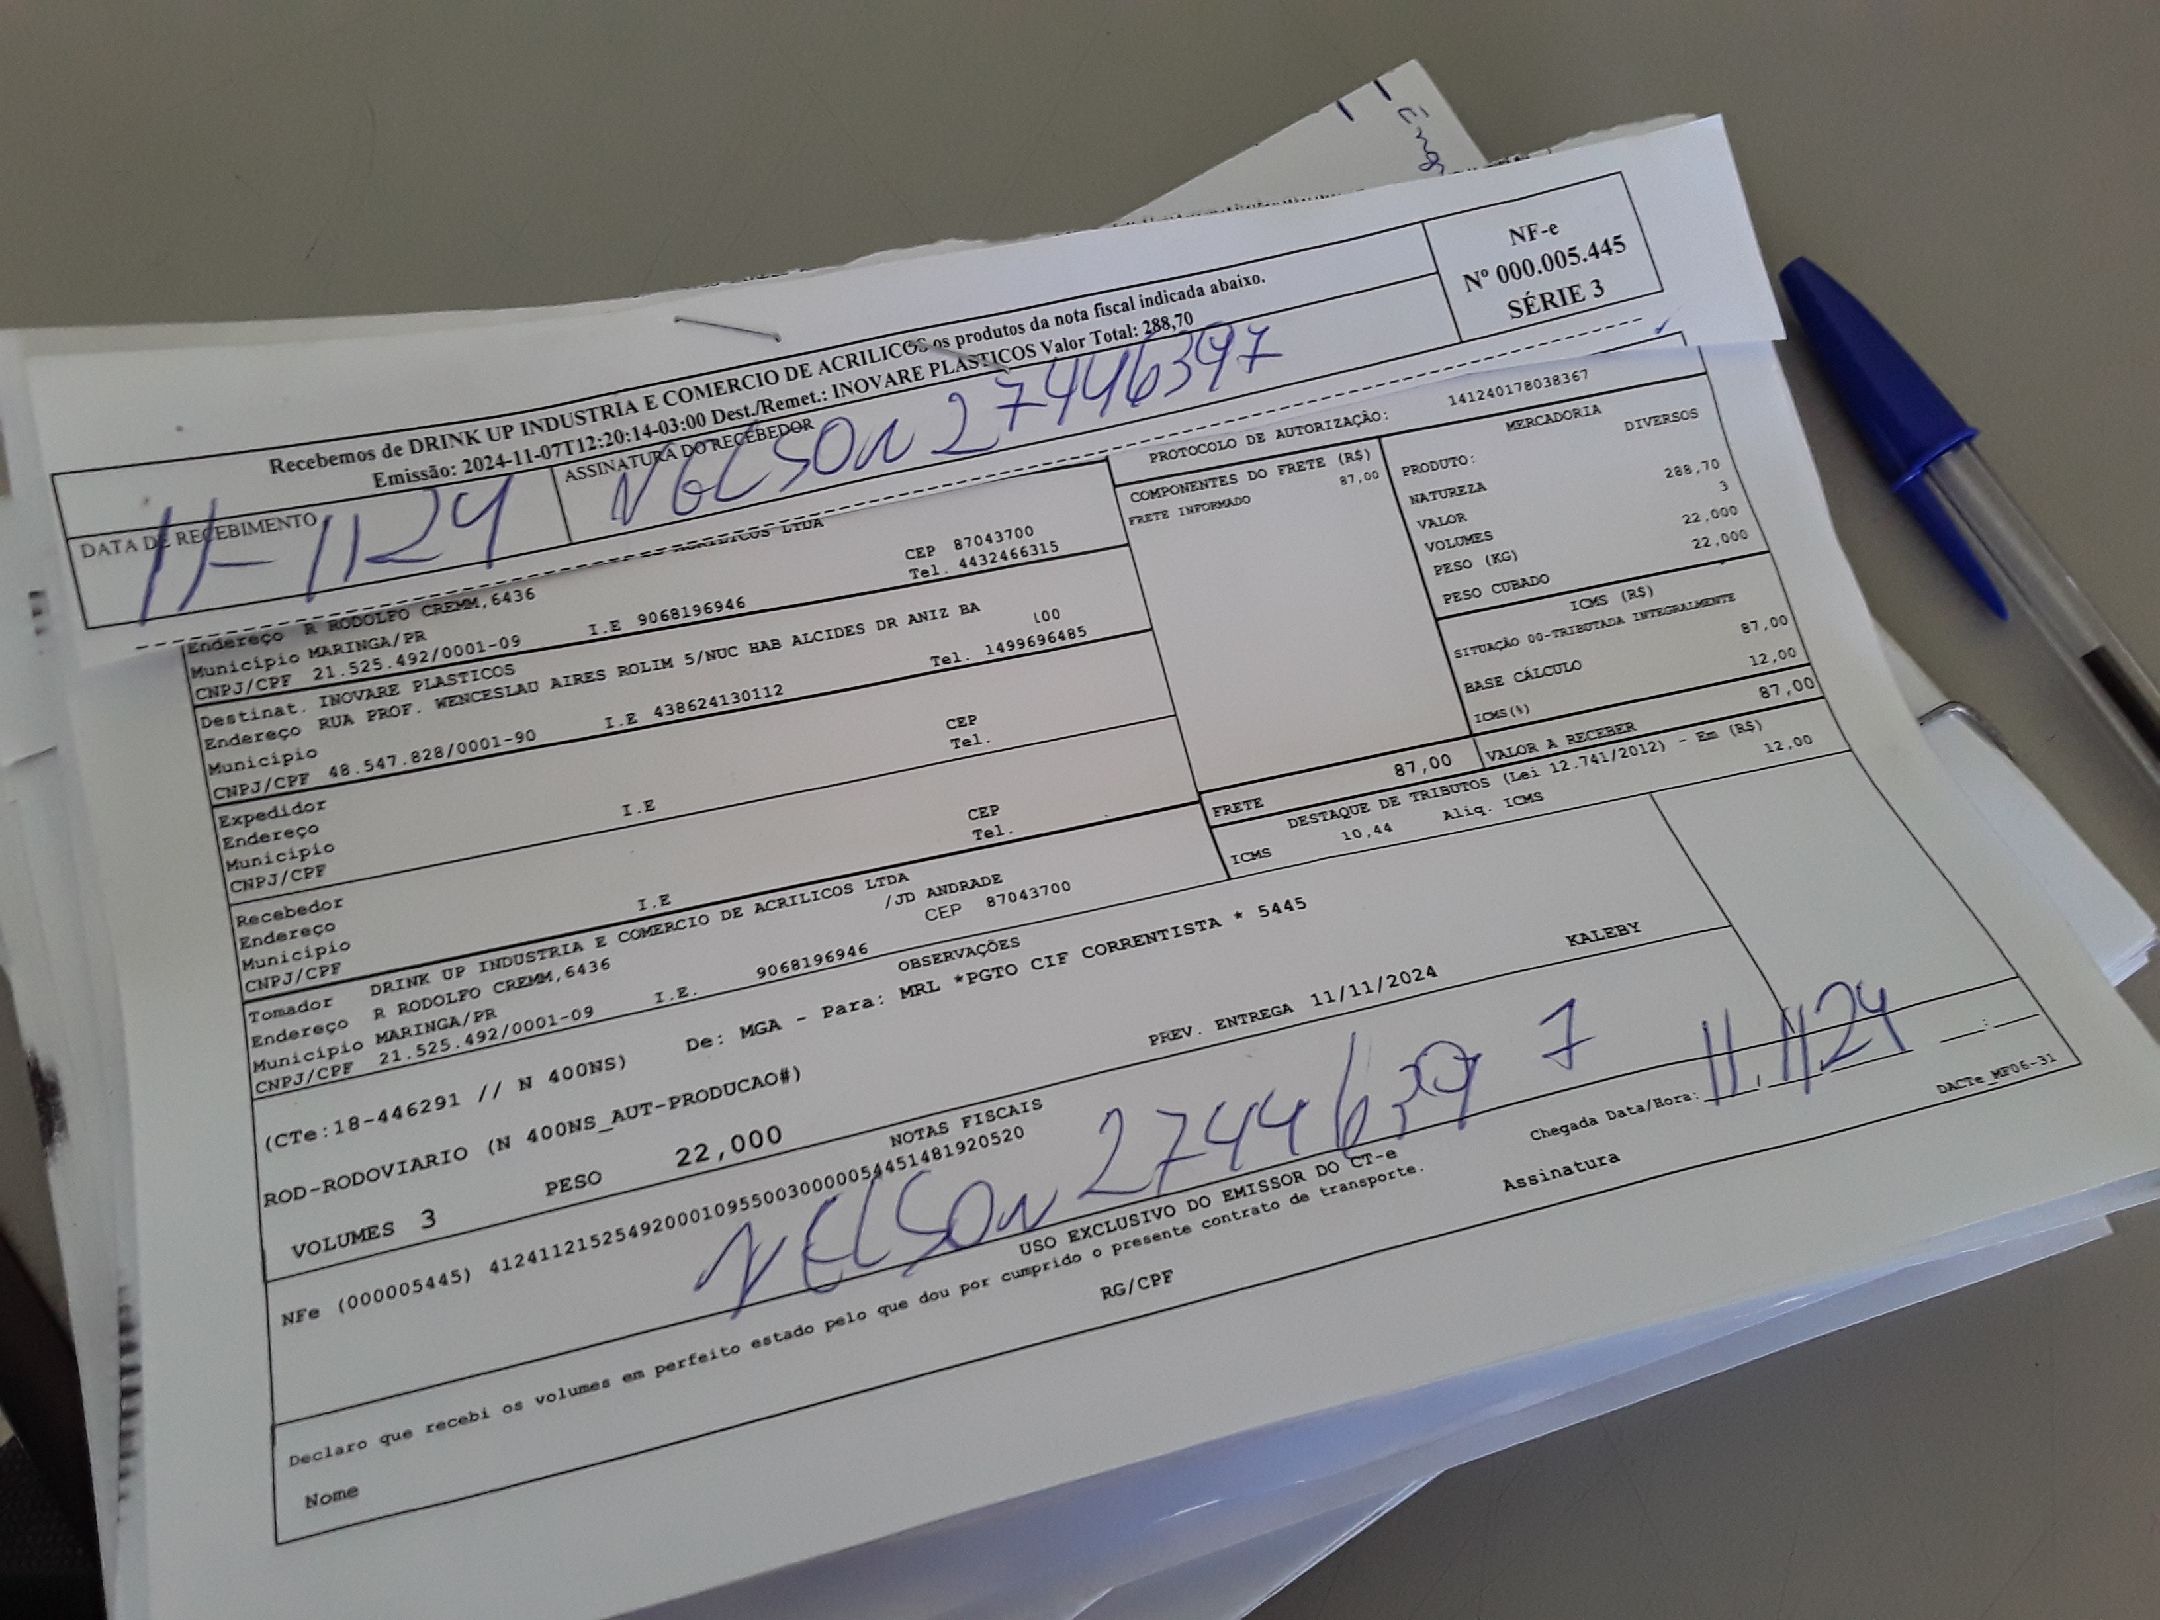 Recebemos de DRINK UP INDUSTRIA E COMERCIO DE ACRILICOS os produtos da nota fiscal indicada abaixo.
Emissão: 2024-11-07T12:20:14-03:00 Dest./Remet.: INOVARE PLASTICOS Valor Total: 288,70
NF-e
Nº 000.005.445
SÉRIE 3
DATA DE RECEBIMENTO
11-1124
ASSINATURA DO RECEBEDOR
NELSON 27446397
ACRILICOS LTDA
Endereço R RODOLFO CREMM,6436 CEP 87043700
Município MARINGA/PR Tel. 4432466315
CNPJ/CPF 21.525.492/0001-09 I.E 9068196946
Destinat. INOVARE PLASTICOS
Endereço RUA PROF. WENCESLAU AIRES ROLIM 5/NUC HAB ALCIDES DR ANIZ BA
Município 100
CNPJ/CPF 48.547.828/0001-90 I.E 438624130112 Tel. 1499696485
Expedidor
Endereço CEP
Município Tel.
CNPJ/CPF I.E
Recebedor
Endereço CEP
Município Tel.
CNPJ/CPF I.E
Tomador DRINK UP INDUSTRIA E COMERCIO DE ACRILICOS LTDA
Endereço R RODOLFO CREMM,6436 /JD ANDRADE
Município MARINGA/PR CEP 87043700
CNPJ/CPF 21.525.492/0001-09 I.E. 9068196946
PROTOCOLO DE AUTORIZAÇÃO: 141240178038367
COMPONENTES DO FRETE (R$)
FRETE INFORMADO 87,00
MERCADORIA
PRODUTO: DIVERSOS
NATUREZA
VALOR 288,70
VOLUMES 3
PESO (KG) 22,000
PESO CUBADO 22,000
ICMS (R$)
SITUAÇÃO 00-TRIBUTADA INTEGRALMENTE
BASE CÁLCULO 87,00
ICMS(%) 12,00
FRETE 87,00
VALOR A RECEBER 87,00
DESTAQUE DE TRIBUTOS (Lei 12.741/2012) - Em (R$)
ICMS 10,44 Aliq. ICMS 12,00
OBSERVAÇÕES
(CTe:18-446291 // N 400NS) De: MGA - Para: MRL *PGTO CIF CORRENTISTA * 5445
ROD-RODOVIARIO (N 400NS_AUT-PRODUCAO#)
KALEBY
VOLUMES 3 PESO 22,000
PREV. ENTREGA 11/11/2024
NOTAS FISCAIS
NFe (000005445) 41241121525492000109550030000054451481920520
NELSON 27446397
USO EXCLUSIVO DO EMISSOR DO CT-e
Declaro que recebi os volumes em perfeito estado pelo que dou por cumprido o presente contrato de transporte.
Chegada Data/Hora: 11.1124
Nome
RG/CPF
Assinatura
DACTe_MF06-31